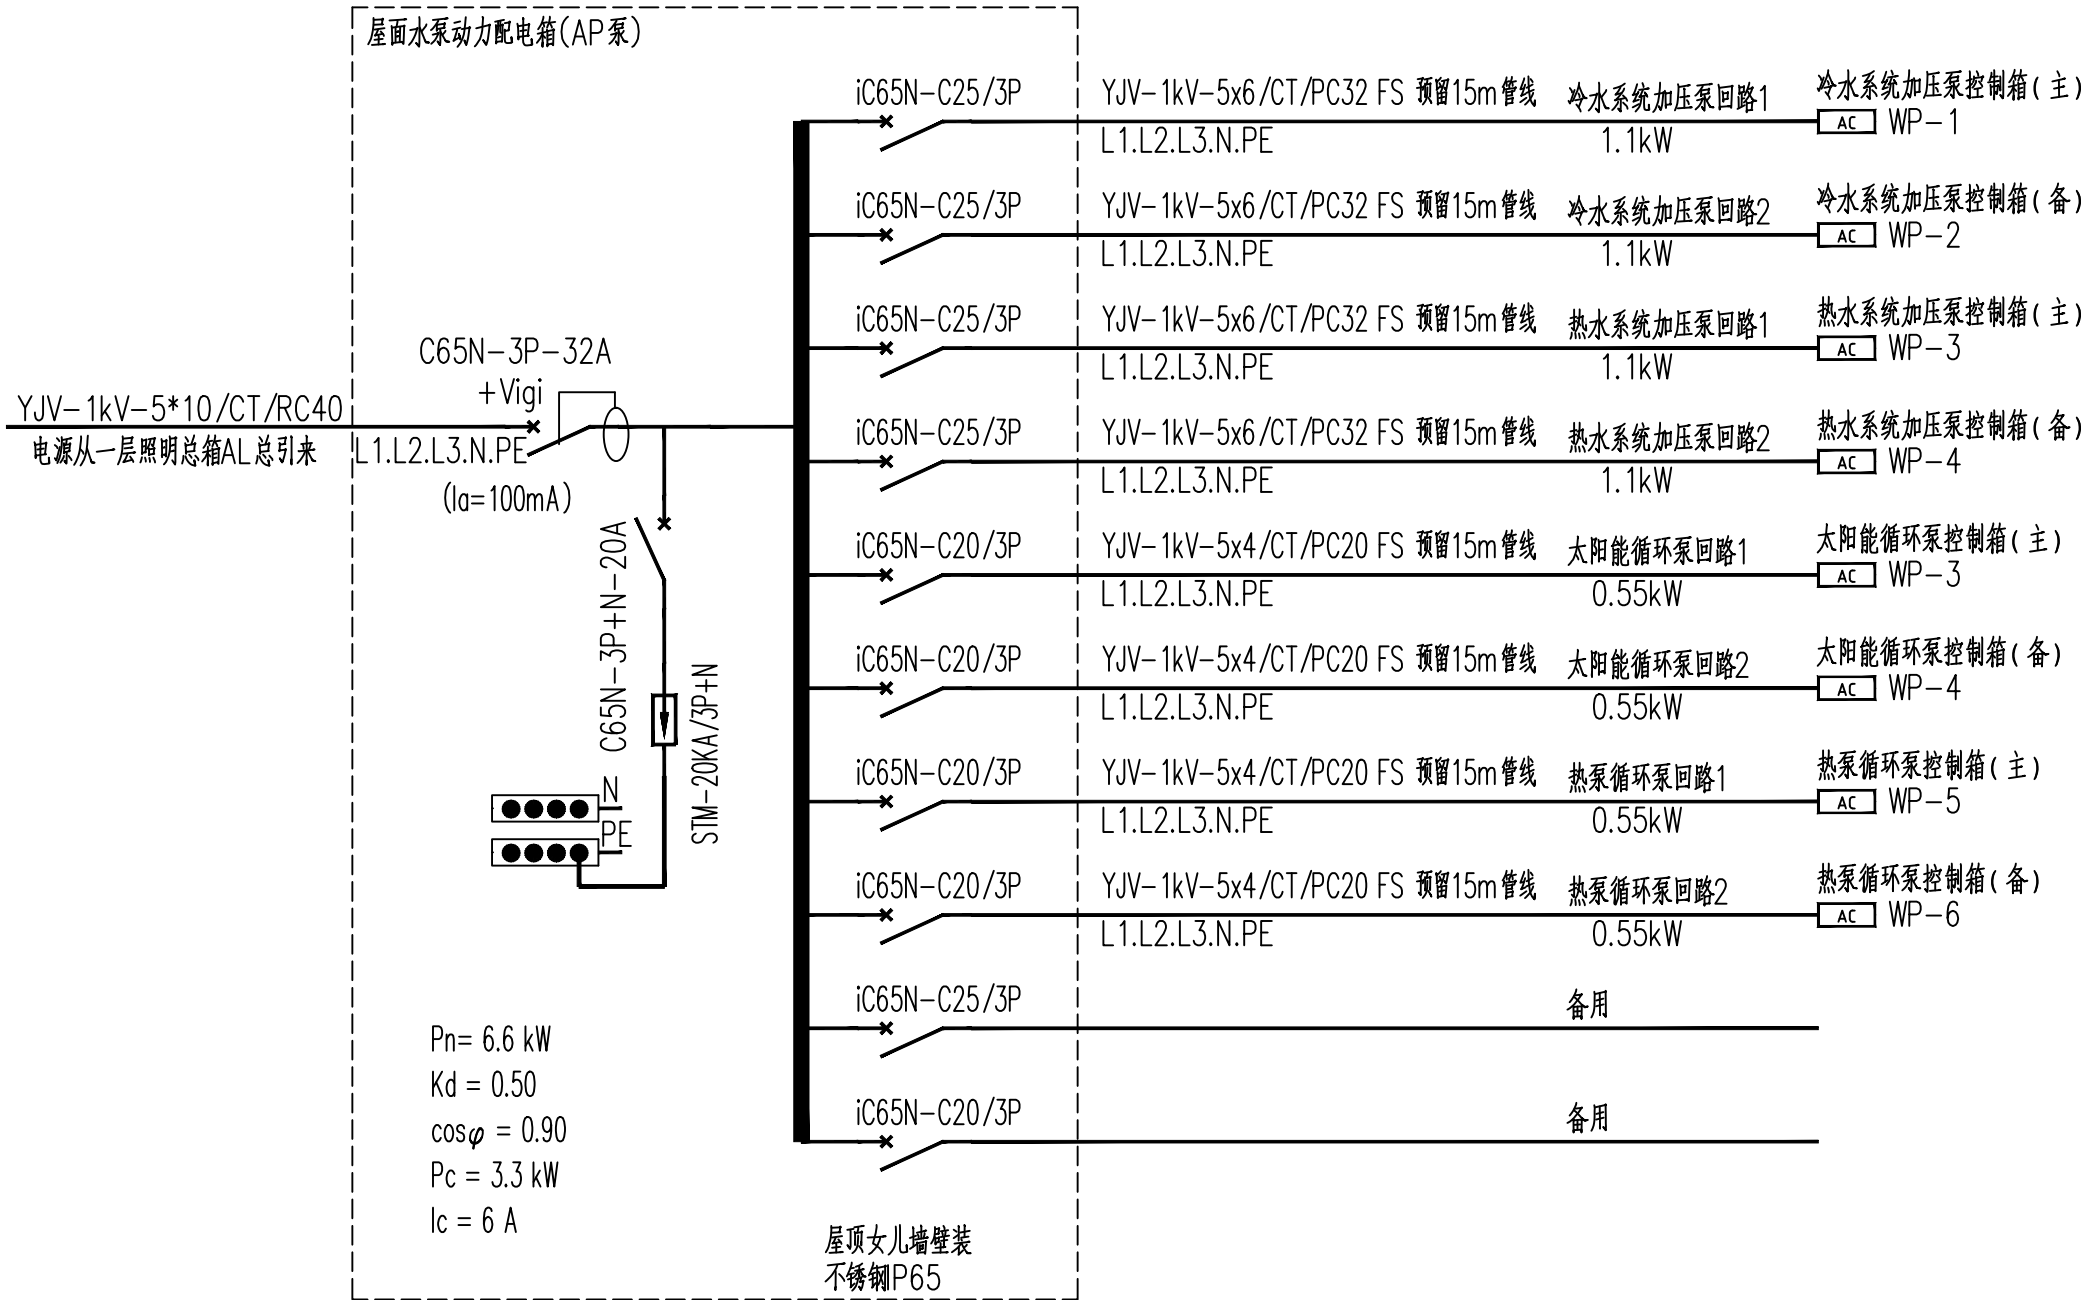 屋面水泵动力配电箱(AP泵)
YJV-1kV-5*10/CT/RC40
电源从一层照明总箱AL总引来
C65N-3P-32A
+Vigi
L1.L2.L3.N.PE
(Ia=100mA)
C65N-3P+N-20A
STM-20KA/3P+N
N
PE
Pn= 6.6 kW
Kd = 0.50
cosφ = 0.90
Pc = 3.3 kW
Ic = 6 A
iC65N-C25/3P YJV-1kV-5x6/CT/PC32 FS 预留15m管线 冷水系统加压泵回路1 冷水系统加压泵控制箱(主)
L1.L2.L3.N.PE 1.1kW AC WP-1
iC65N-C25/3P YJV-1kV-5x6/CT/PC32 FS 预留15m管线 冷水系统加压泵回路2 冷水系统加压泵控制箱(备)
L1.L2.L3.N.PE 1.1kW AC WP-2
iC65N-C25/3P YJV-1kV-5x6/CT/PC32 FS 预留15m管线 热水系统加压泵回路1 热水系统加压泵控制箱(主)
L1.L2.L3.N.PE 1.1kW AC WP-3
iC65N-C25/3P YJV-1kV-5x6/CT/PC32 FS 预留15m管线 热水系统加压泵回路2 热水系统加压泵控制箱(备)
L1.L2.L3.N.PE 1.1kW AC WP-4
iC65N-C20/3P YJV-1kV-5x4/CT/PC20 FS 预留15m管线 太阳能循环泵回路1 太阳能循环泵控制箱(主)
L1.L2.L3.N.PE 0.55kW AC WP-3
iC65N-C20/3P YJV-1kV-5x4/CT/PC20 FS 预留15m管线 太阳能循环泵回路2 太阳能循环泵控制箱(备)
L1.L2.L3.N.PE 0.55kW AC WP-4
iC65N-C20/3P YJV-1kV-5x4/CT/PC20 FS 预留15m管线 热泵循环泵回路1 热泵循环泵控制箱(主)
L1.L2.L3.N.PE 0.55kW AC WP-5
iC65N-C20/3P YJV-1kV-5x4/CT/PC20 FS 预留15m管线 热泵循环泵回路2 热泵循环泵控制箱(备)
L1.L2.L3.N.PE 0.55kW AC WP-6
iC65N-C25/3P 备用
iC65N-C20/3P 备用
屋顶女儿墙壁装
不锈钢IP65